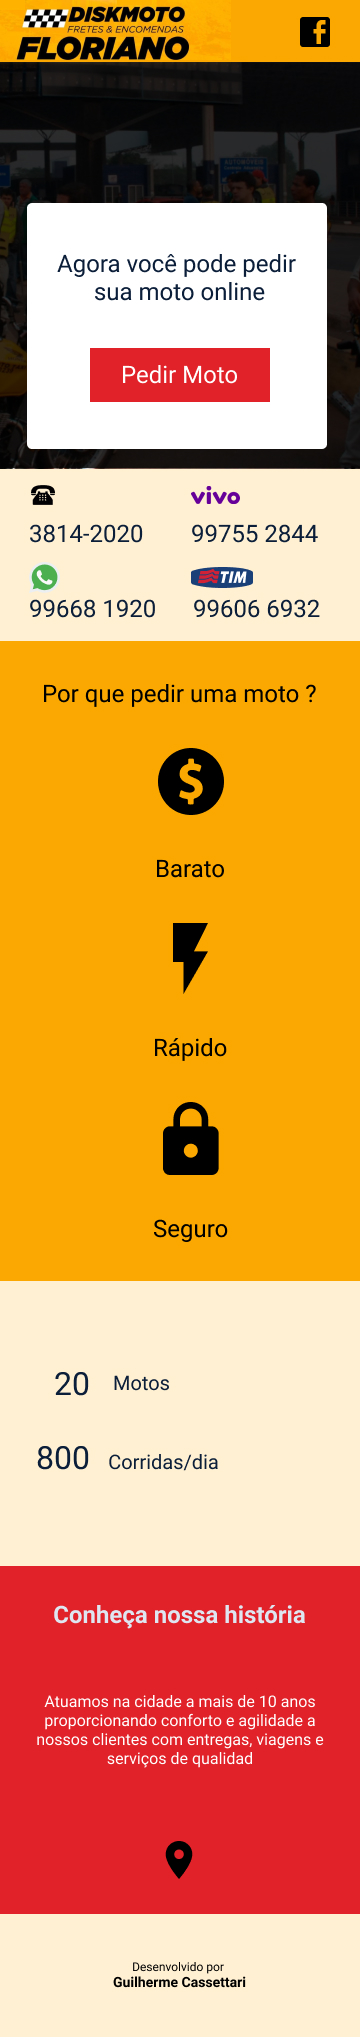 DISKMOTO
FRETES & ENCOMENDAS
FLORIANO
Agora você pode pedir
sua moto online
Pedir Moto
vivo
3814-2020
99755 2844
TIM
99668 1920
99606 6932
Por que pedir uma moto ?
Barato
Rápido
Seguro
20 Motos
800 Corridas/dia
Conheça nossa história
Atuamos na cidade a mais de 10 anos
proporcionando conforto e agilidade a
nossos clientes com entregas, viagens e
serviços de qualidad
Desenvolvido por
Guilherme Cassettari